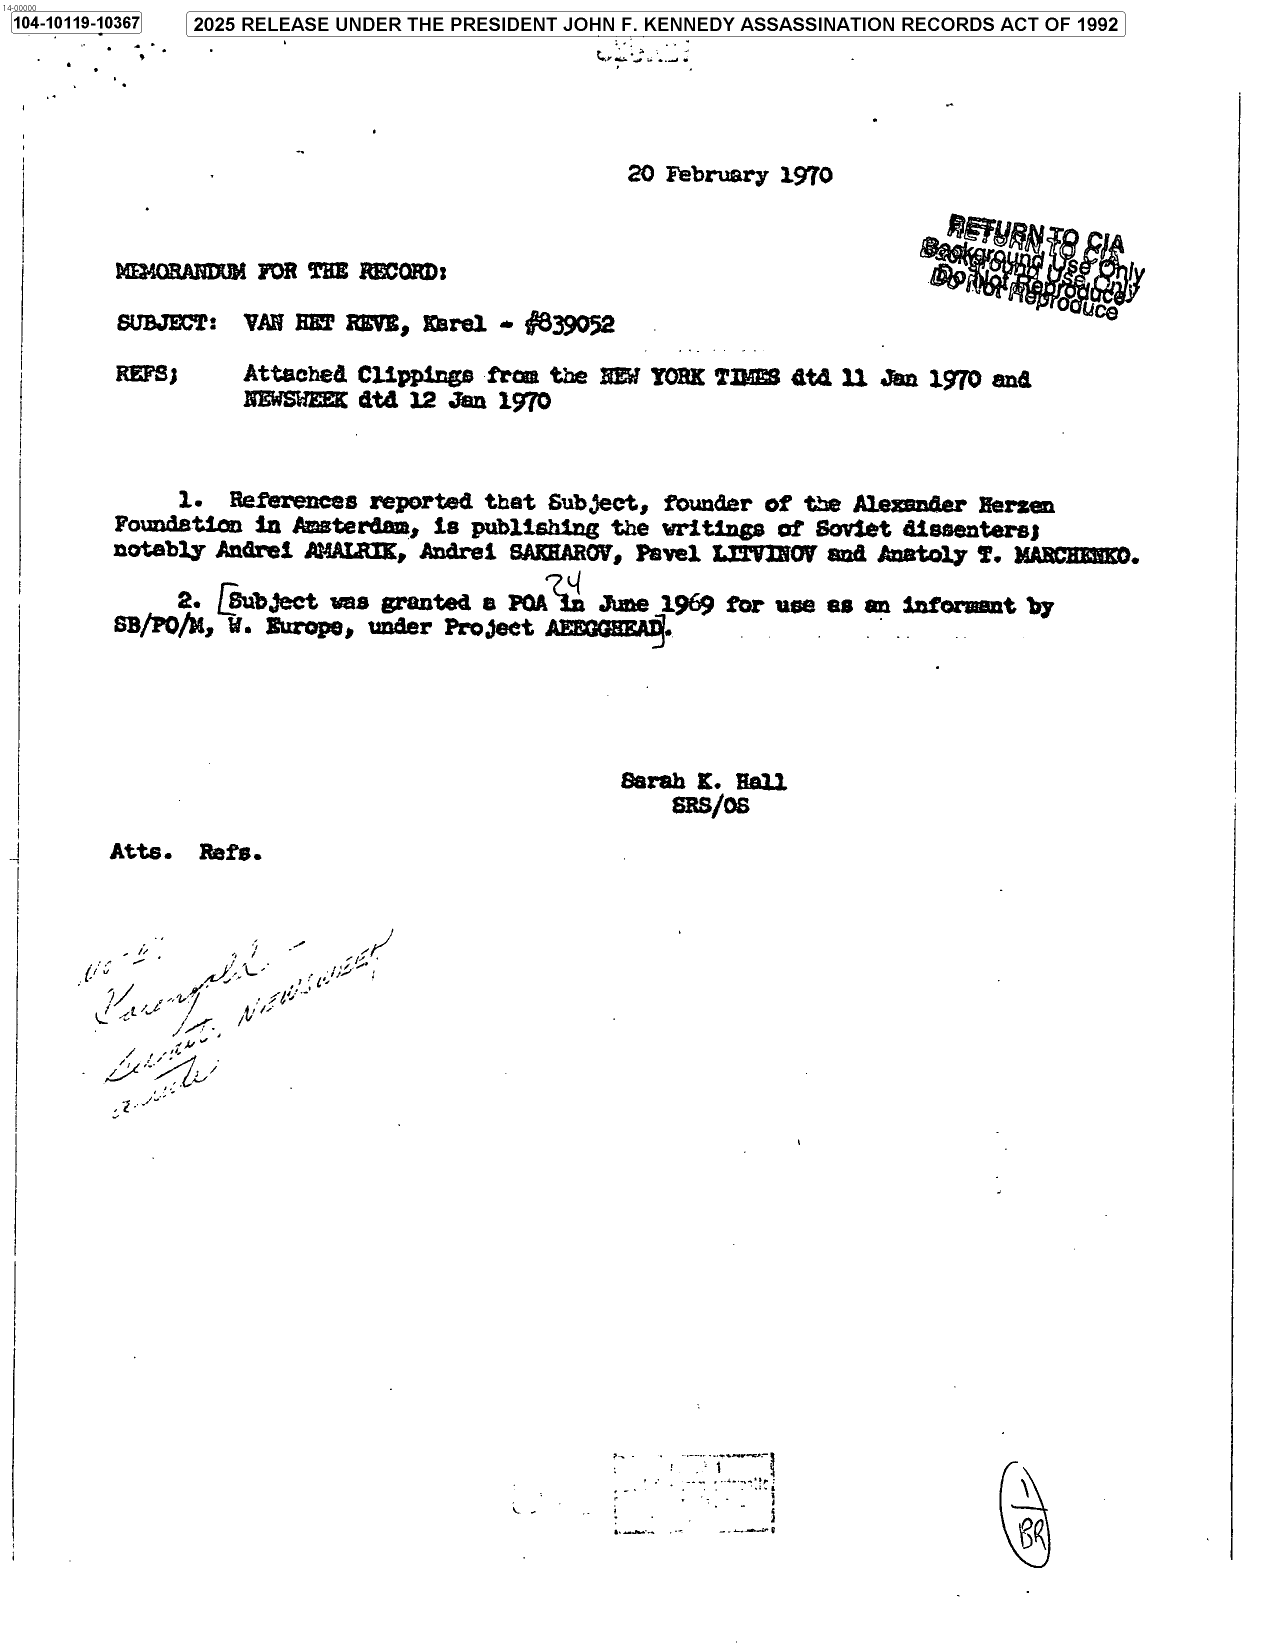 14-00000
104-10119-10367
2025 RELEASE UNDER THE PRESIDENT JOHN F. KENNEDY ASSASSINATION RECORDS ACT OF 1992
20 February 1970
RETURN TO CIA
Background Use Only
Do Not Reproduce
MEMORANDUM FOR THE RECORD:
SUBJECT: VAN HET REVE, Karel - #839052
REFS; Attached Clippings from the NEW YORK TIMES dtd 11 Jan 1970 and
NEWSWEEK dtd 12 Jan 1970
1. References reported that Subject, founder of the Alexander Herzen
Foundation in Amsterdam, is publishing the writings of Soviet dissenters;
notably Andrei AMALRIK, Andrei SAKHAROV, Pavel LITVINOV and Anatoly T. MARCHENKO.
24
2. [Subject was granted a POA in June 1969 for use as an informant by
SB/PO/M, W. Europe, under Project AEEGGHEAD].
Sarah K. Hall
SRS/OS
Atts. Refs.
NEWSWEEK
1
BR